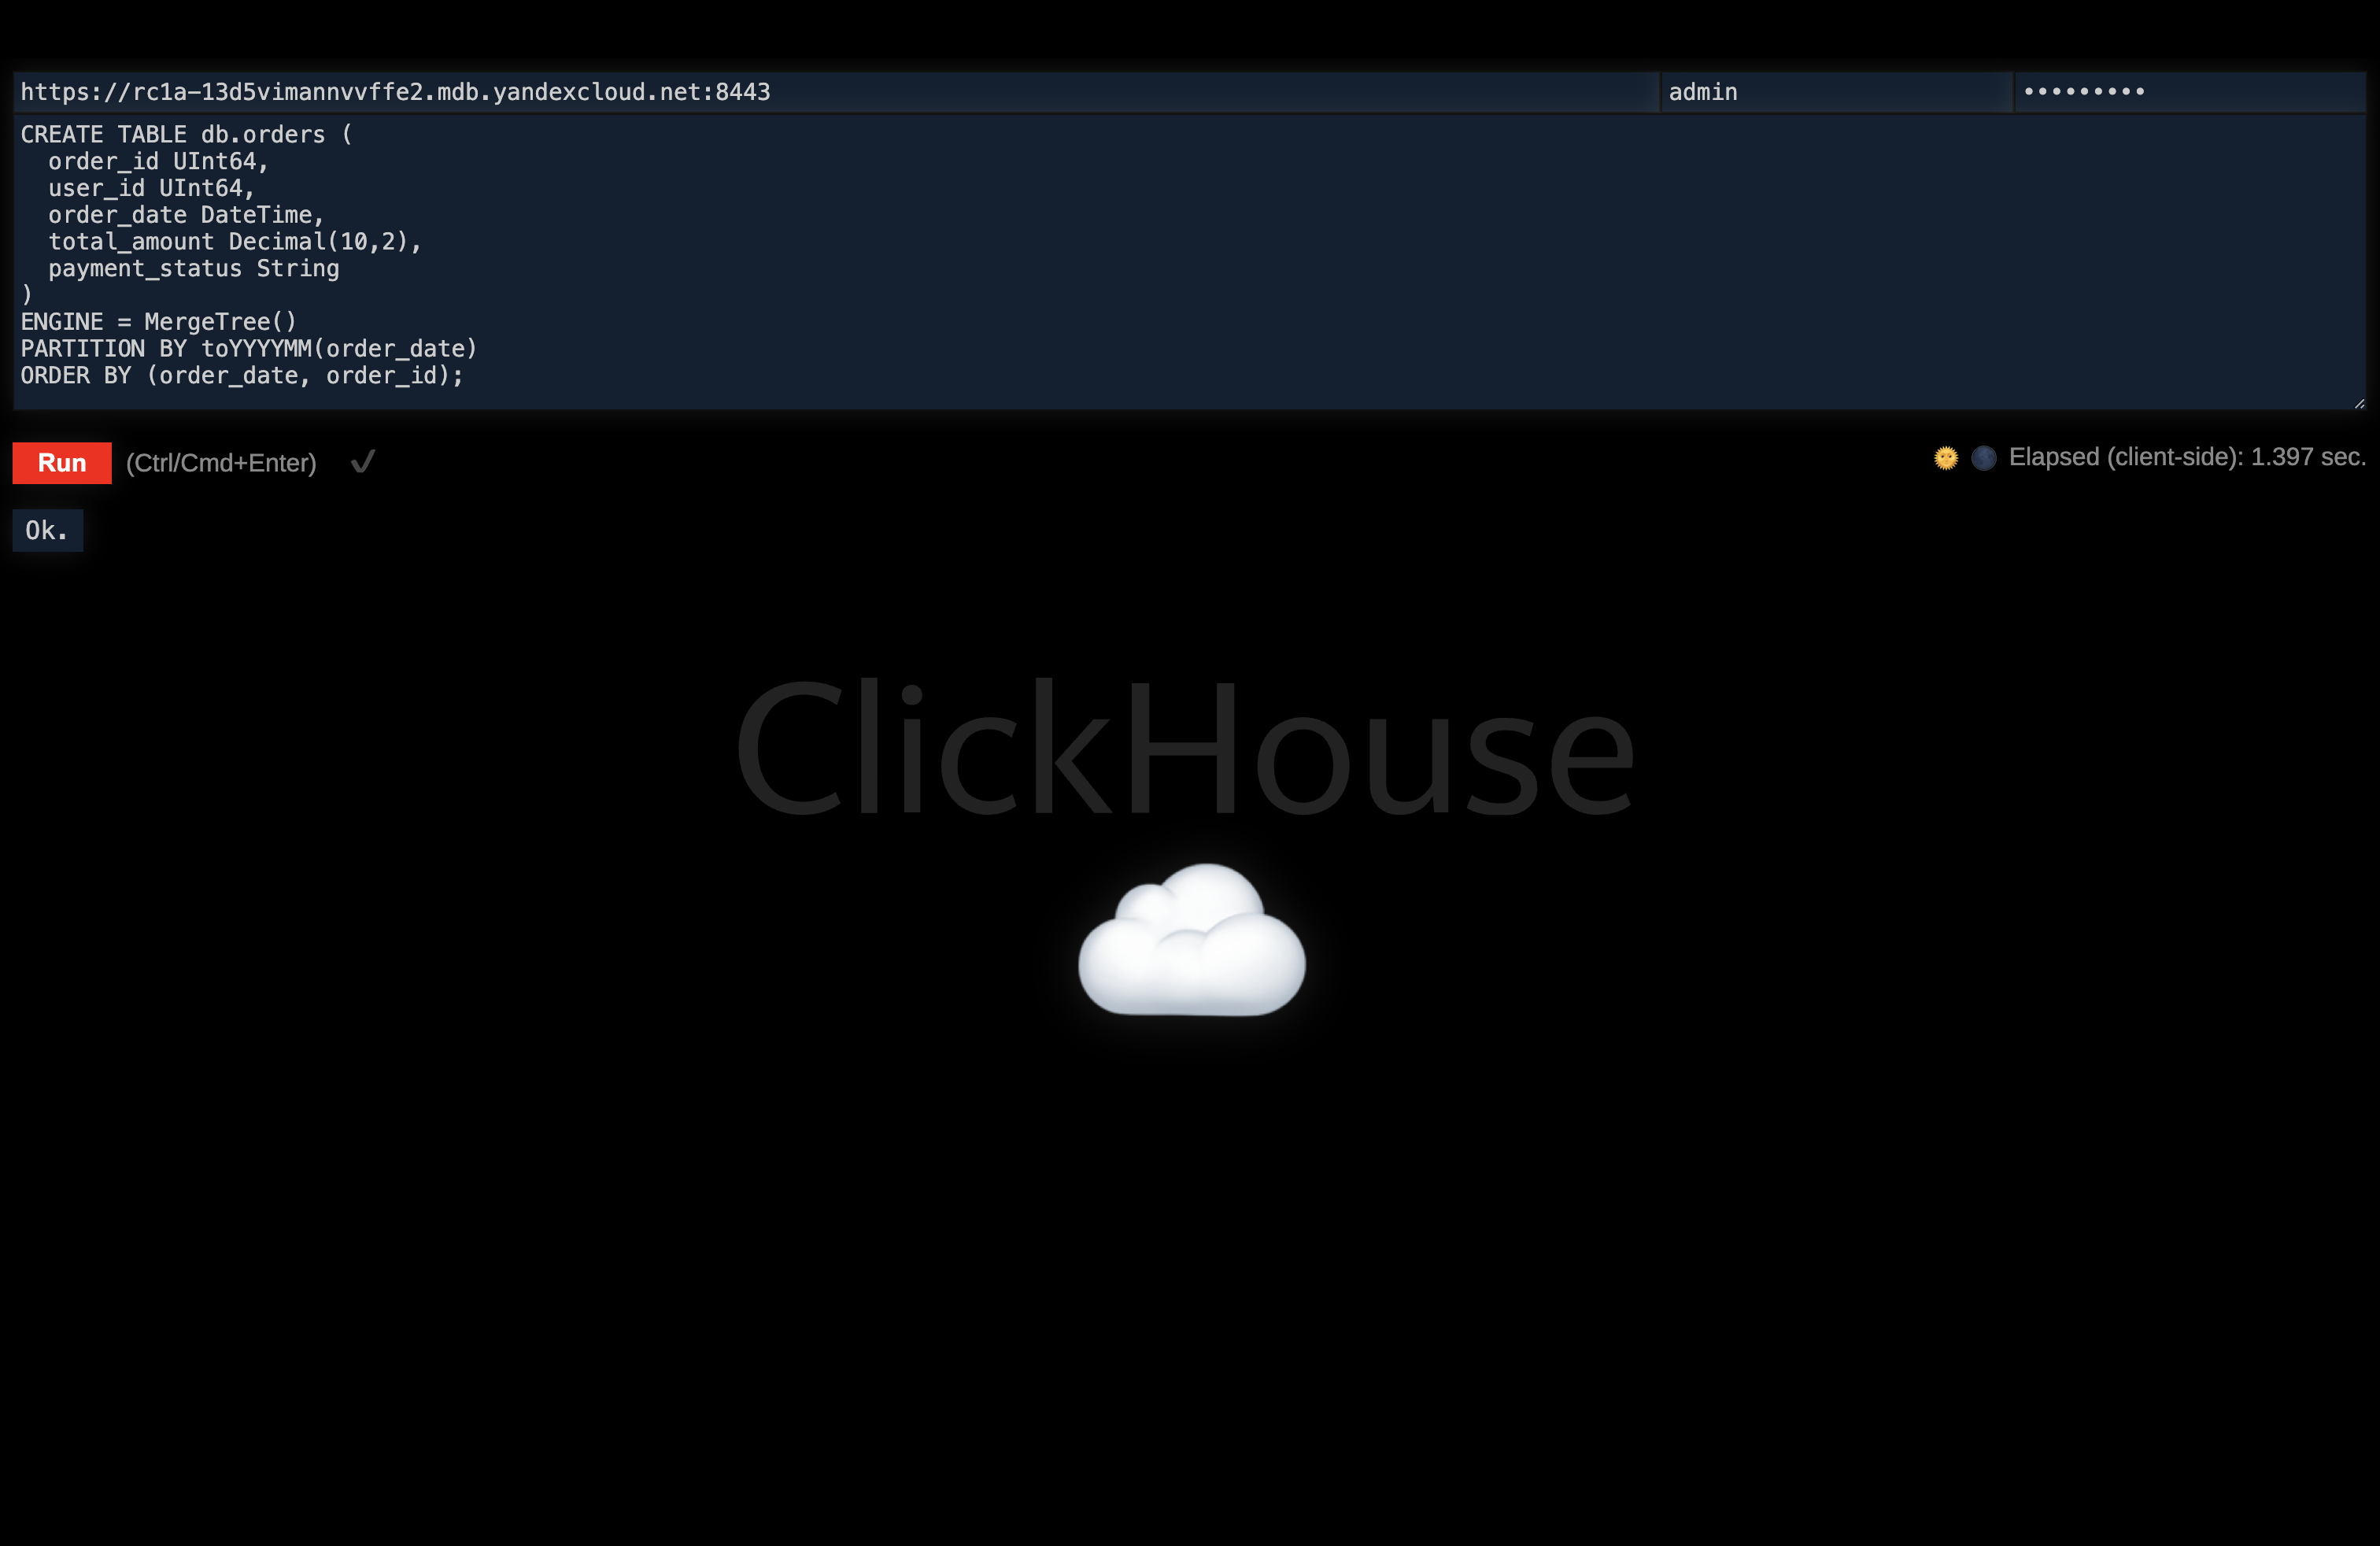 https://rc1a-13d5vimannvvffe2.mdb.yandexcloud.net:8443 admin •••••••••
CREATE TABLE db.orders (
  order_id UInt64,
  user_id UInt64,
  order_date DateTime,
  total_amount Decimal(10,2),
  payment_status String
)
ENGINE = MergeTree()
PARTITION BY toYYYYMM(order_date)
ORDER BY (order_date, order_id);
Run (Ctrl/Cmd+Enter) ✔ 🌞 🌑 Elapsed (client-side): 1.397 sec.
Ok.
ClickHouse